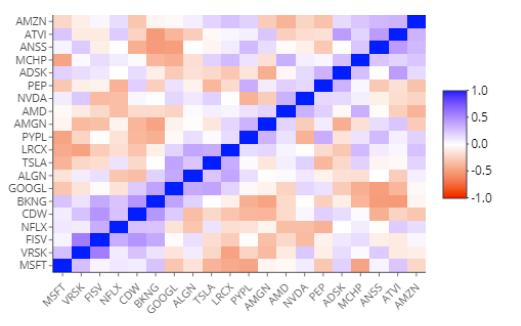 AMZN
ATVI
ANSS
MCHP
ADSK
PEP
NVDA
AMD
AMGN
PYPL
LRCX
TSLA
ALGN
GOOGL
BKNG
CDW
NFLX
FISV
VRSK
MSFT
MSFT VRSK FISV NFLX CDW BKNG GOOGL ALGN TSLA LRCX PYPL AMGN AMD NVDA PEP ADSK MCHP ANSS ATVI AMZN
1.0
0.5
0.0
-0.5
-1.0